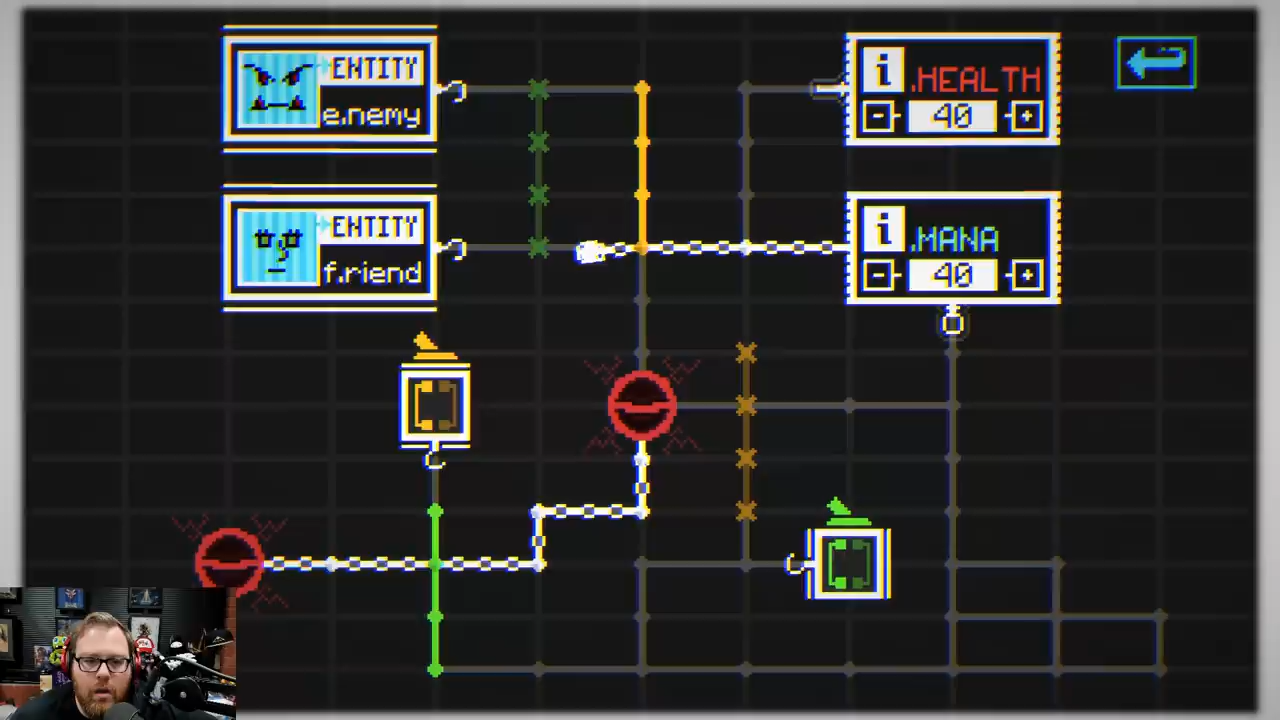 ENTITY
e.nemy
i .HEALTH
- 40 +
ENTITY
f.riend
i .MANA
- 40 +